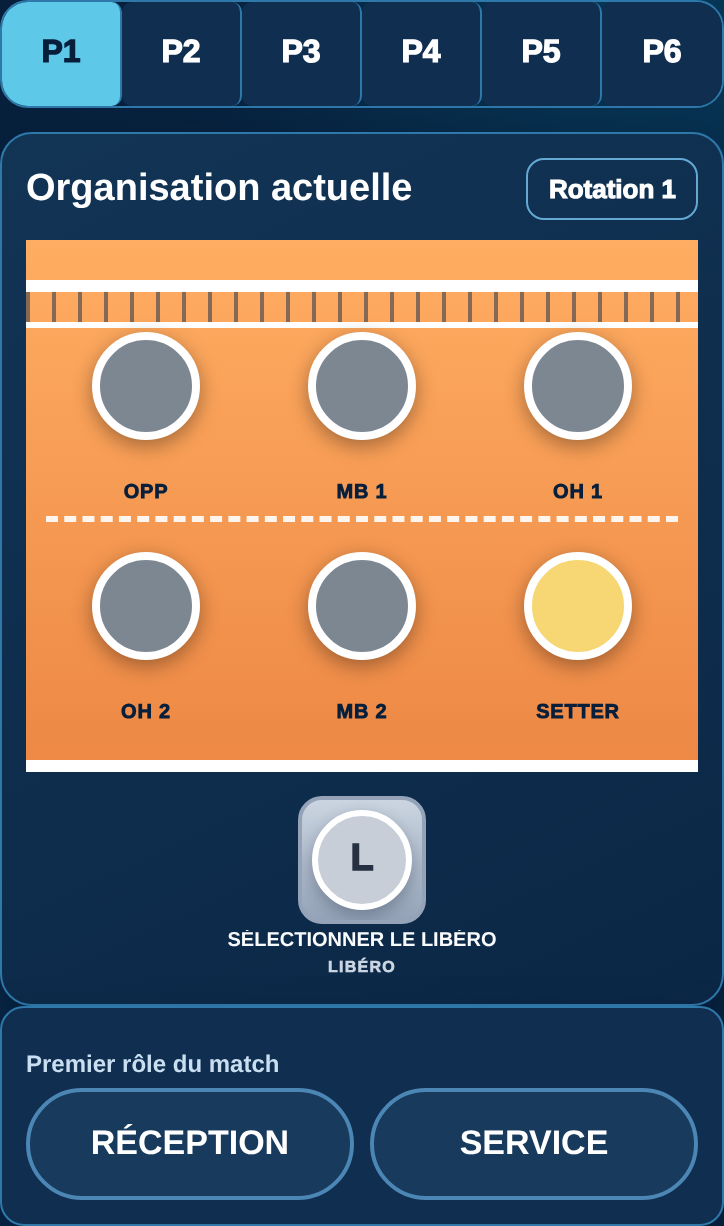 P1 P2 P3 P4 P5 P6
Organisation actuelle
Rotation 1
OPP MB 1 OH 1
OH 2 MB 2 SETTER
L
SÉLECTIONNER LE LIBÉRO
LIBÉRO
Premier rôle du match
RÉCEPTION SERVICE